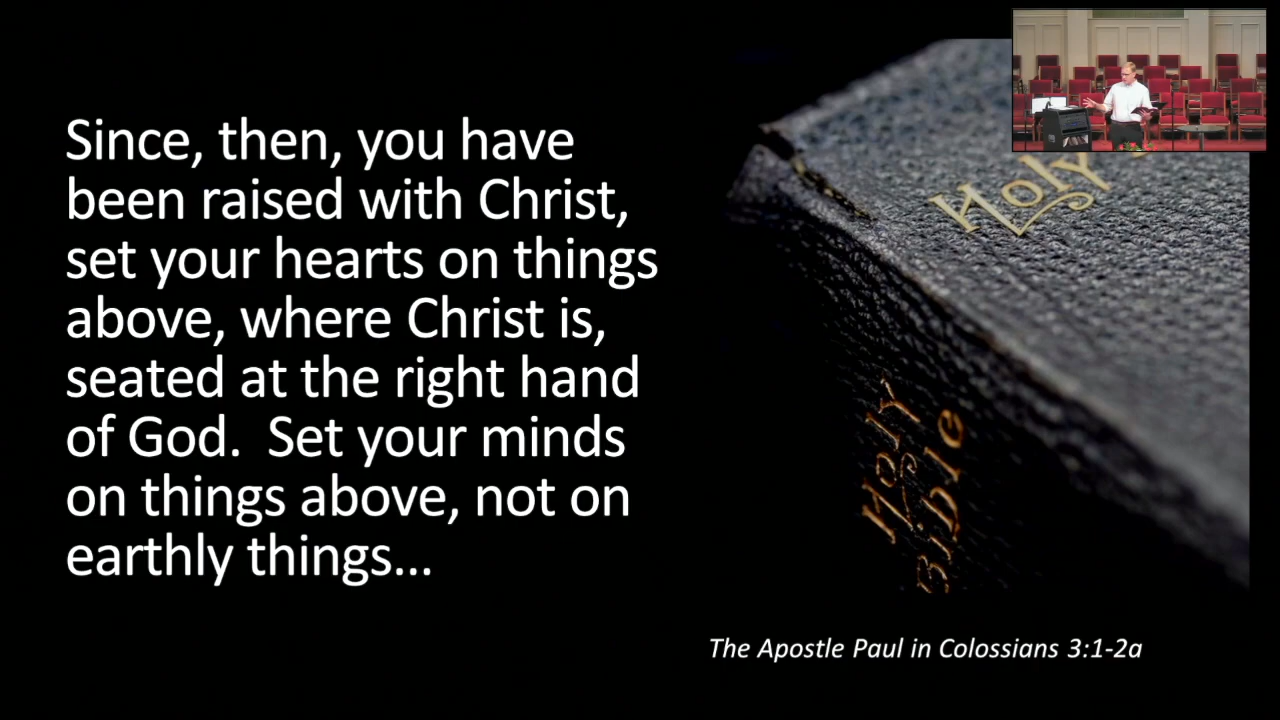 Since, then, you have
been raised with Christ,
set your hearts on things
above, where Christ is,
seated at the right hand
of God.  Set your minds
on things above, not on
earthly things...
Holy
Holy
Bible
The Apostle Paul in Colossians 3:1-2a